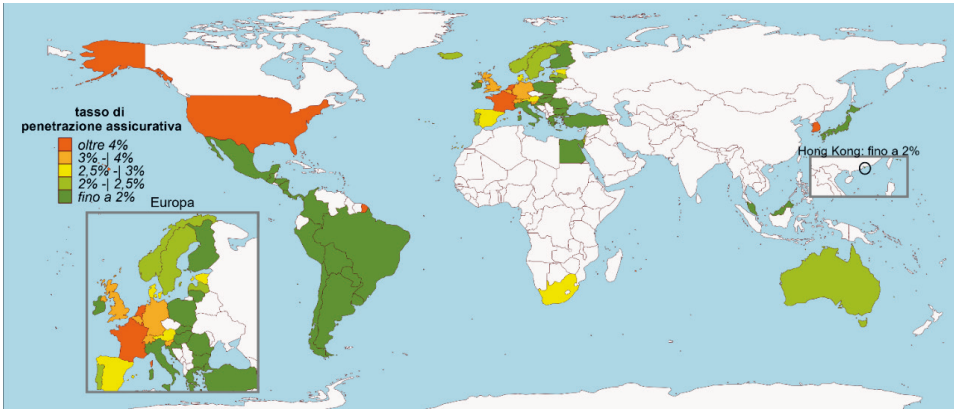 tasso di
penetrazione assicurativa
oltre 4%
3% -| 4%
2,5% -| 3%
2% -| 2,5%
fino a 2%
Europa
Hong Kong: fino a 2%